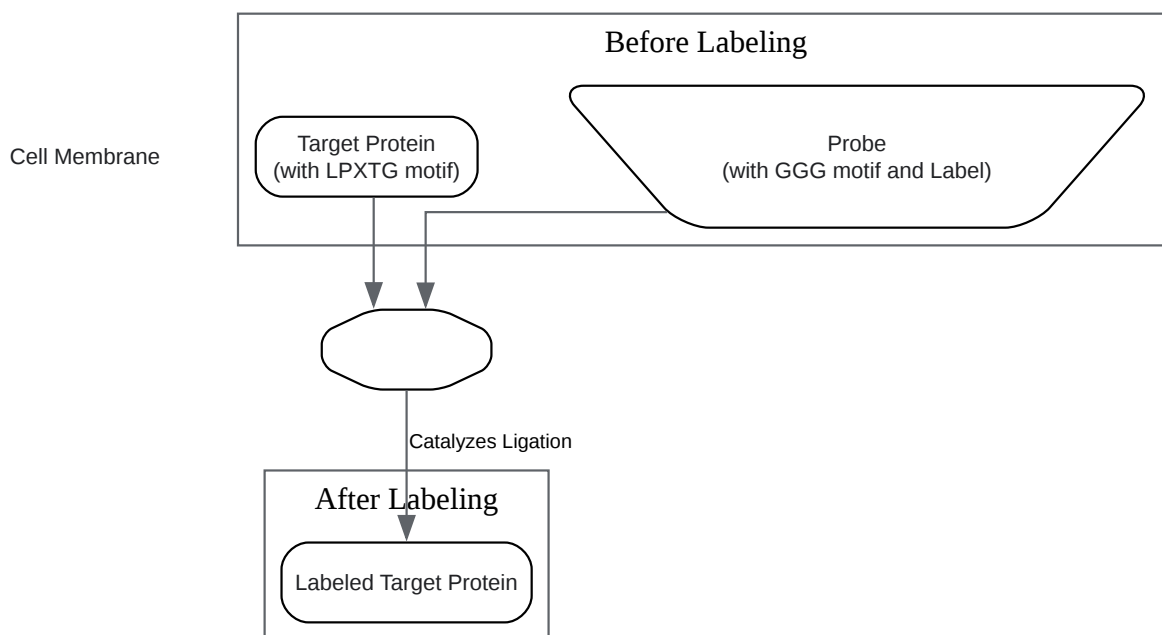 Before Labeling
Cell Membrane
Target Protein
(with LPXTG motif)
Probe
(with GGG motif and Label)
Catalyzes Ligation
After Labeling
Labeled Target Protein